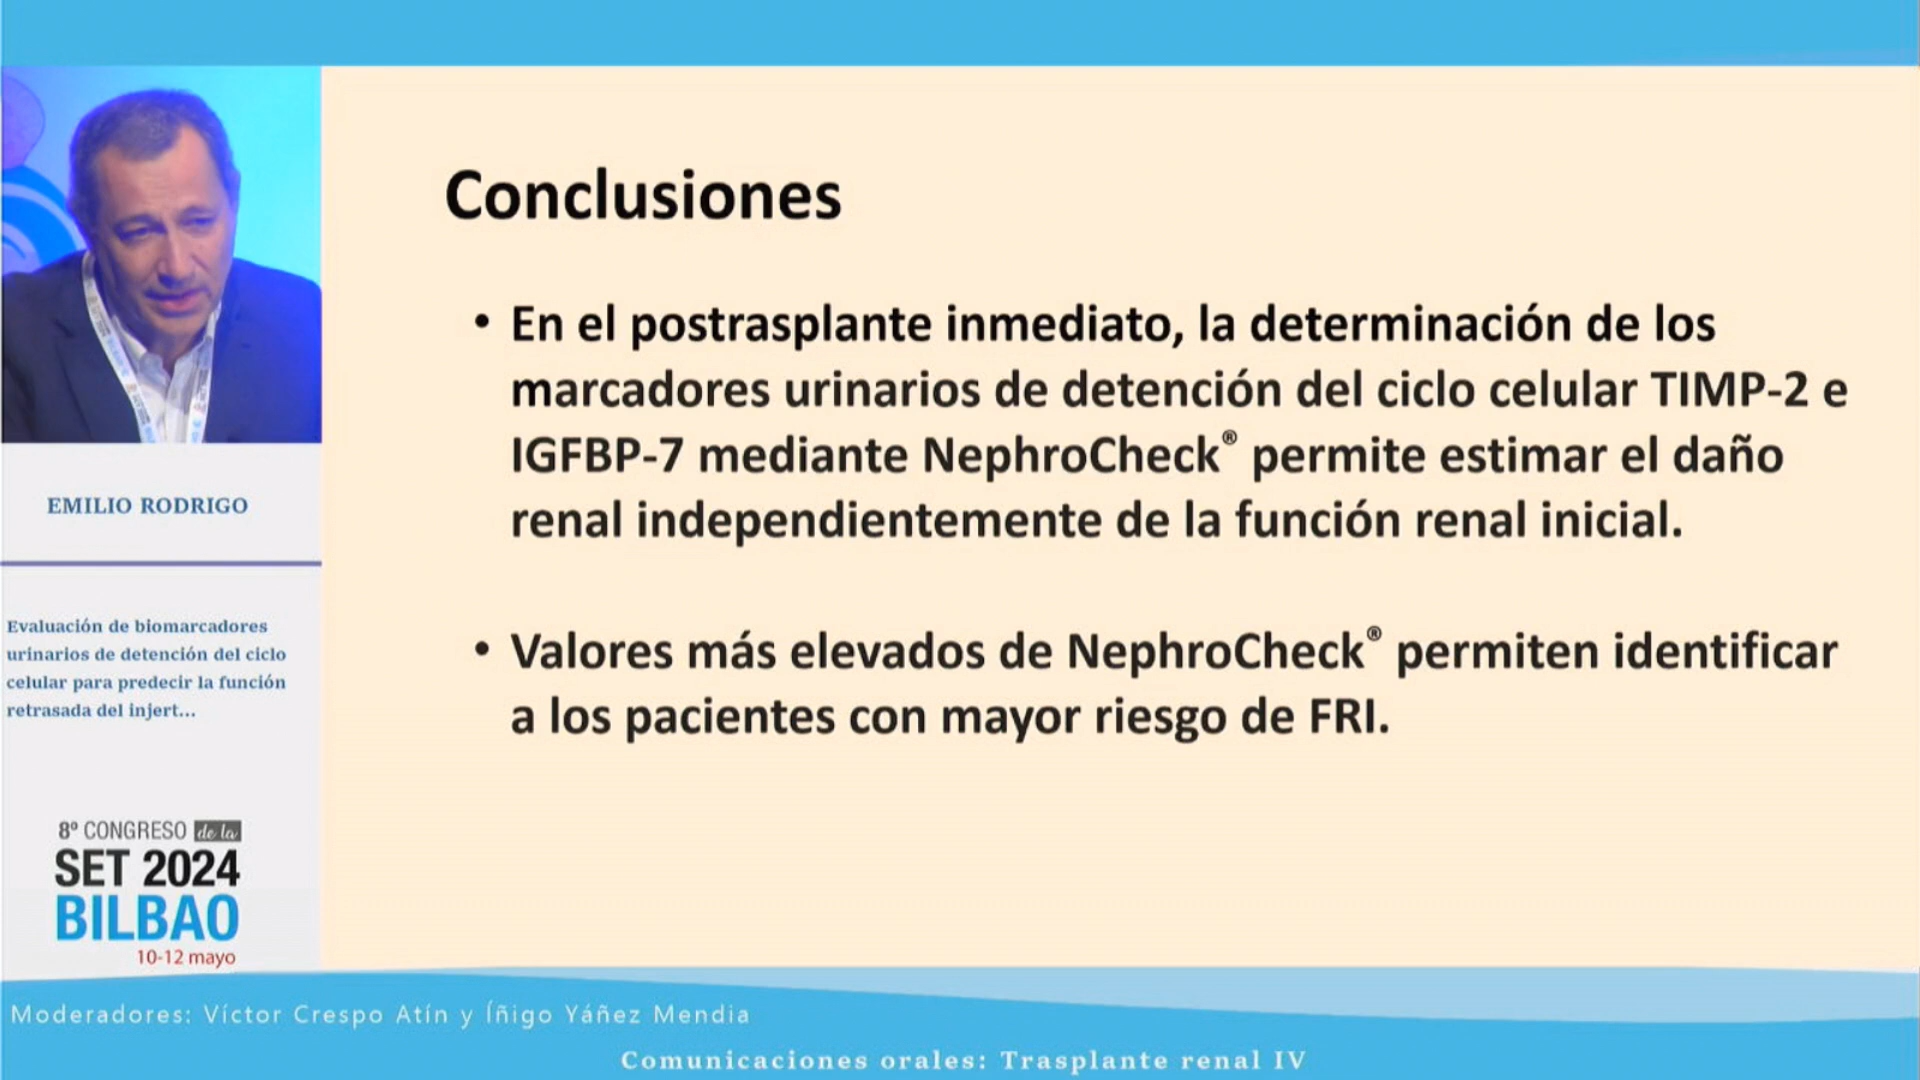 Conclusiones
• En el postrasplante inmediato, la determinación de los
marcadores urinarios de detención del ciclo celular TIMP-2 e
IGFBP-7 mediante NephroCheck® permite estimar el daño
renal independientemente de la función renal inicial.
• Valores más elevados de NephroCheck® permiten identificar
a los pacientes con mayor riesgo de FRI.
EMILIO RODRIGO
Evaluación de biomarcadores
urinarios de detención del ciclo
celular para predecir la función
retrasada del injert...
8º CONGRESO de la
SET 2024
BILBAO
10-12 mayo
Moderadores: Víctor Crespo Atín y Íñigo Yáñez Mendia
Comunicaciones orales: Trasplante renal IV